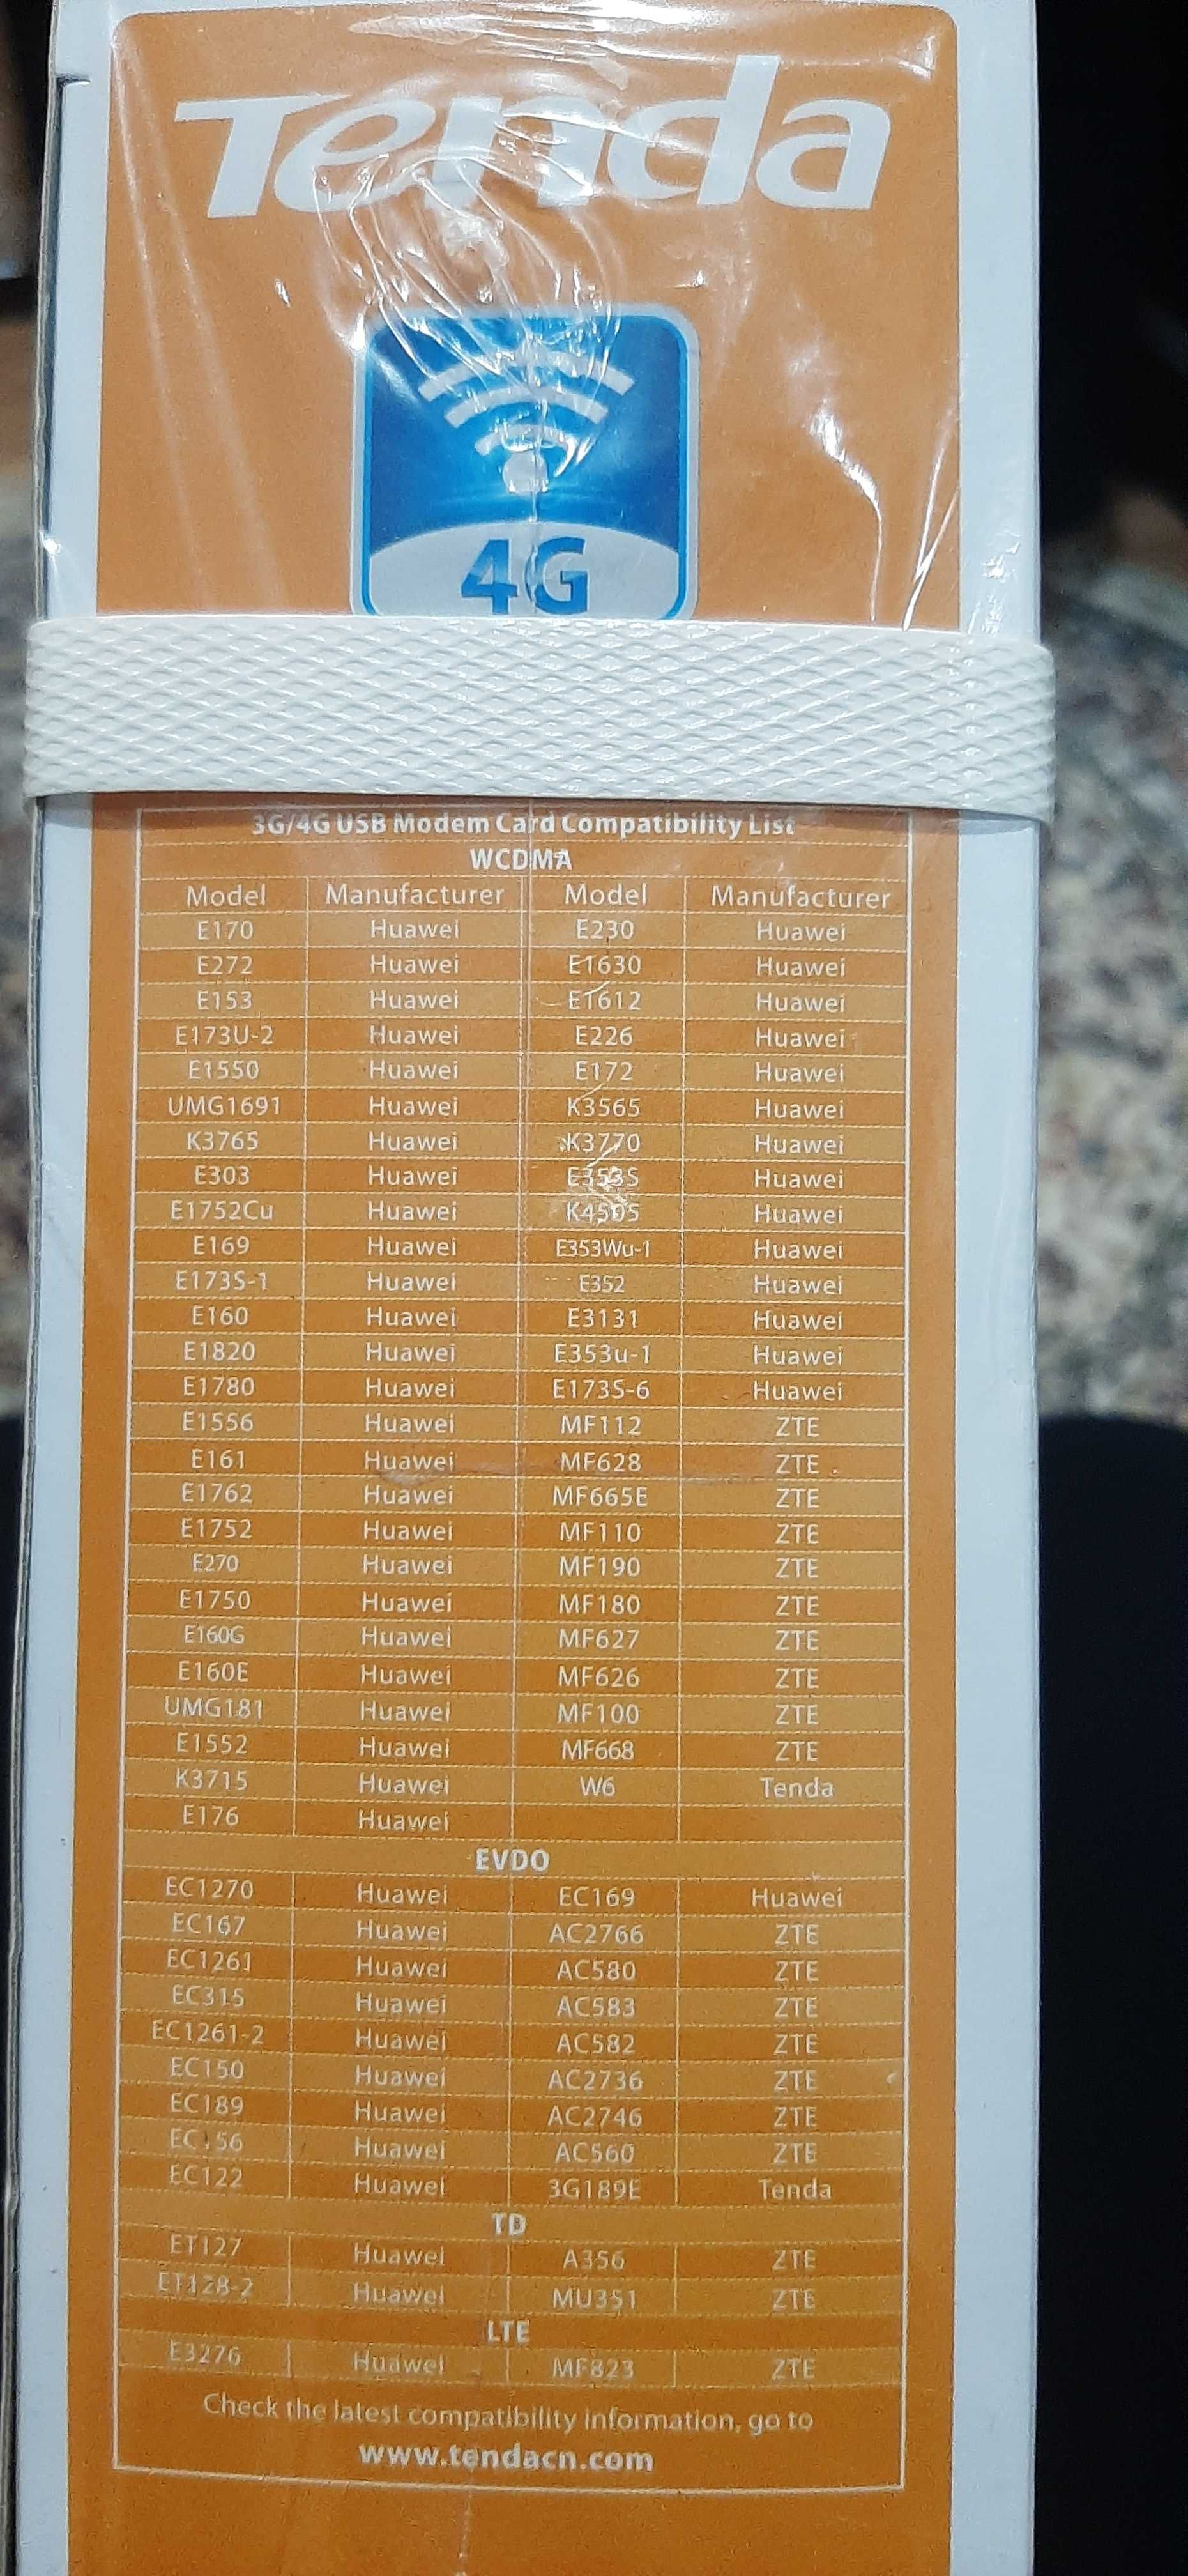 Tenda
4G
3G/4G USB Modem Card Compatibility List
WCDMA
Model Manufacturer Model Manufacturer
E170 Huawei E230 Huawei
E272 Huawei E1630 Huawei
E153 Huawei E1612 Huawei
E173U-2 Huawei E226 Huawei
E1550 Huawei E172 Huawei
UMG1691 Huawei K3565 Huawei
K3765 Huawei K3770 Huawei
E303 Huawei E353S Huawei
E1752Cu Huawei K4505 Huawei
E169 Huawei E353Wu-1 Huawei
E173S-1 Huawei E352 Huawei
E160 Huawei E3131 Huawei
E1820 Huawei E353u-1 Huawei
E1780 Huawei E173S-6 Huawei
E1556 Huawei MF112 ZTE
E161 Huawei MF628 ZTE
E1762 Huawei MF665E ZTE
E1752 Huawei MF110 ZTE
E270 Huawei MF190 ZTE
E1750 Huawei MF180 ZTE
E160G Huawei MF627 ZTE
E160E Huawei MF626 ZTE
UMG181 Huawei MF100 ZTE
E1552 Huawei MF668 ZTE
K3715 Huawei W6 Tenda
E176 Huawei
EVDO
EC1270 Huawei EC169 Huawei
EC167 Huawei AC2766 ZTE
EC1261 Huawei AC580 ZTE
EC315 Huawei AC583 ZTE
EC1261-2 Huawei AC582 ZTE
EC150 Huawei AC2736 ZTE
EC189 Huawei AC2746 ZTE
EC156 Huawei AC560 ZTE
EC122 Huawei 3G189E Tenda
TD
ET127 Huawei A356 ZTE
ET128-2 Huawei MU351 ZTE
LTE
E3276 Huawei MF823 ZTE
Check the latest compatibility information, go to
www.tendacn.com